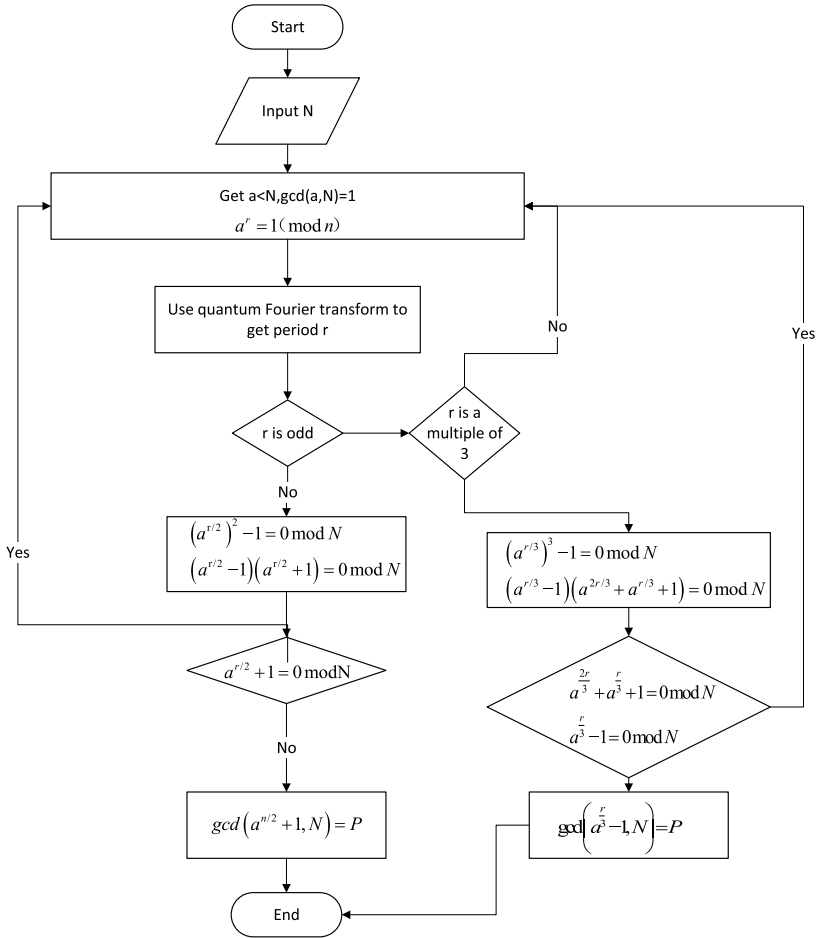 Start
Input N
Get a<N,gcd(a,N)=1
a^r = 1(mod n)
Use quantum Fourier transform to
get period r
No
Yes
r is odd
r is a
multiple of
3
No
(a^{r/2})^2 − 1 = 0 mod N
(a^{r/2} − 1)(a^{r/2} + 1) = 0 mod N
Yes
(a^{r/3})^3 − 1 = 0 mod N
(a^{r/3} − 1)(a^{2r/3} + a^{r/3} + 1) = 0 mod N
a^{r/2} + 1 = 0 modN
a^{2r/3} + a^{r/3} + 1 = 0 mod N
a^{r/3} − 1 = 0 mod N
No
gcd(a^{n/2} + 1, N) = P
gcd(a^{r/3} − 1, N) = P
End